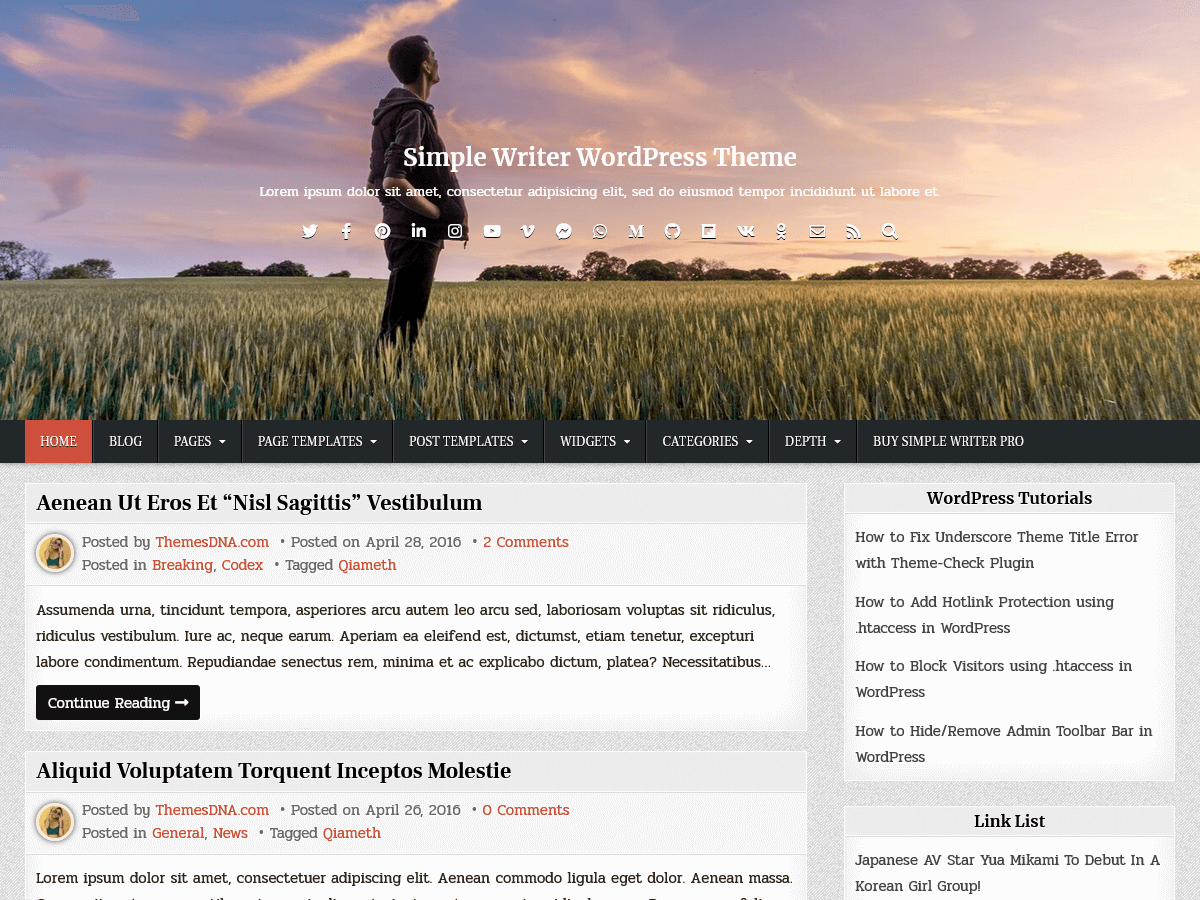 Simple Writer WordPress Theme
Lorem ipsum dolor sit amet, consectetur adipisicing elit, sed do eiusmod tempor incididunt ut labore et.
HOME BLOG PAGES PAGE TEMPLATES POST TEMPLATES WIDGETS CATEGORIES DEPTH BUY SIMPLE WRITER PRO
Aenean Ut Eros Et “Nisl Sagittis” Vestibulum
Posted by ThemesDNA.com • Posted on April 28, 2016 • 2 Comments
Posted in Breaking, Codex • Tagged Qiameth
Assumenda urna, tincidunt tempora, asperiores arcu autem leo arcu sed, laboriosam voluptas sit ridiculus,
ridiculus vestibulum. Iure ac, neque earum. Aperiam ea eleifend est, dictumst, etiam tenetur, excepturi
labore condimentum. Repudiandae senectus rem, minima et ac explicabo dictum, platea? Necessitatibus...
Continue Reading
Aliquid Voluptatem Torquent Inceptos Molestie
Posted by ThemesDNA.com • Posted on April 26, 2016 • 0 Comments
Posted in General, News • Tagged Qiameth
Lorem ipsum dolor sit amet, consectetuer adipiscing elit. Aenean commodo ligula eget dolor. Aenean massa.
WordPress Tutorials
How to Fix Underscore Theme Title Error
with Theme-Check Plugin
How to Add Hotlink Protection using
.htaccess in WordPress
How to Block Visitors using .htaccess in
WordPress
How to Hide/Remove Admin Toolbar Bar in
WordPress
Link List
Japanese AV Star Yua Mikami To Debut In A
Korean Girl Group!